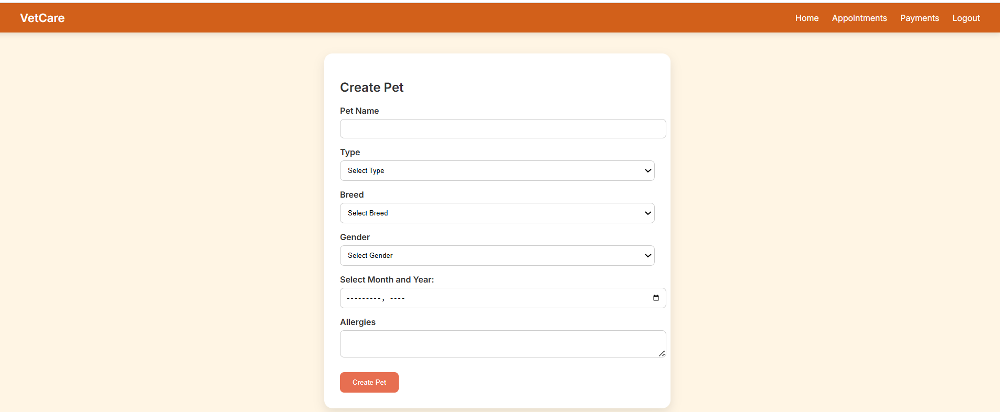 VetCare
Home Appointments Payments Logout
Create Pet
Pet Name
Type
Select Type
Breed
Select Breed
Gender
Select Gender
Select Month and Year:
---------, ----
Allergies
Create Pet